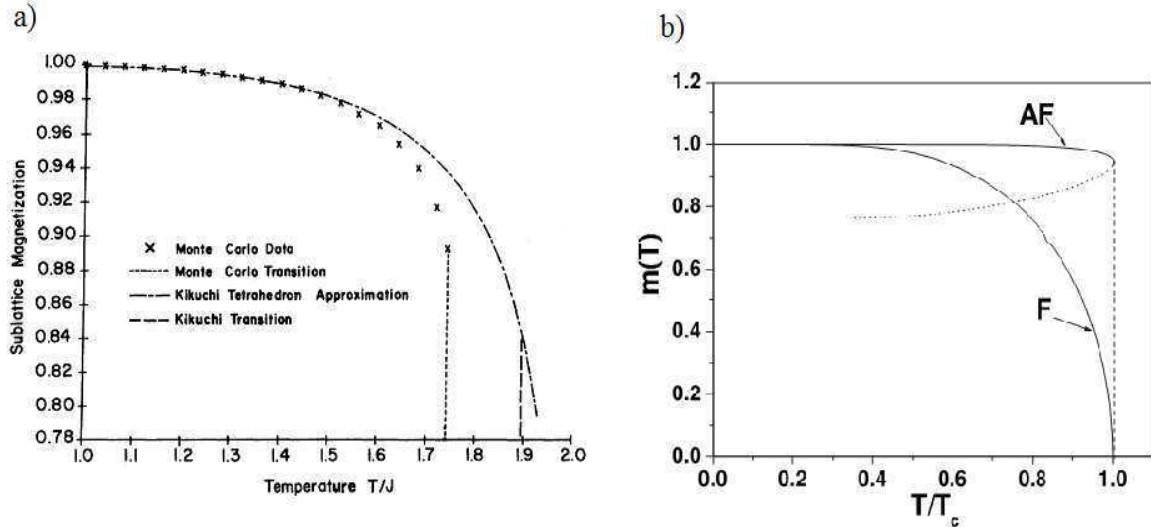 a)
1.00
0.98
0.96
0.94
0.92
0.90
0.88
0.86
0.84
0.82
0.80
0.78
Sublattice Magnetization
× Monte Carlo Data
Monte Carlo Transition
Kikuchi Tetrahedron Approximation
Kikuchi Transition
1.0 1.1 1.2 1.3 1.4 1.5 1.6 1.7 1.8 1.9 2.0
Temperature T/J
b)
1.2
1.0
0.8
0.6
0.4
0.2
0.0
m(T)
AF
F
0.0 0.2 0.4 0.6 0.8 1.0
T/Tc